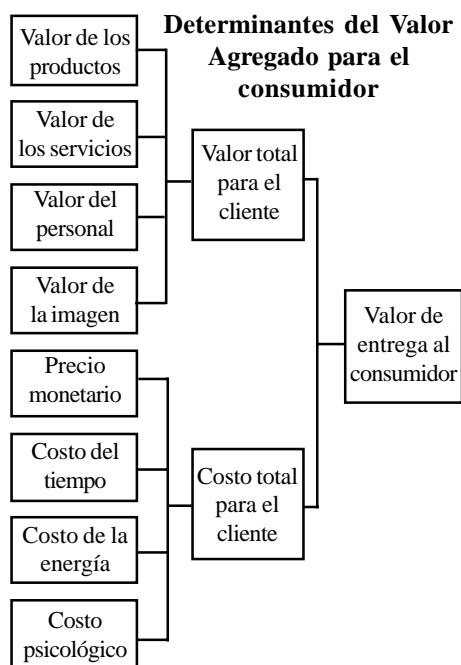 Determinantes del Valor
Agregado para el
consumidor
Valor de los
productos
Valor de
los servicios
Valor del
personal
Valor de
la imagen
Precio
monetario
Costo del
tiempo
Costo de la
energía
Costo
psicológico
Valor total
para el
cliente
Costo total
para el
cliente
Valor de
entrega al
consumidor